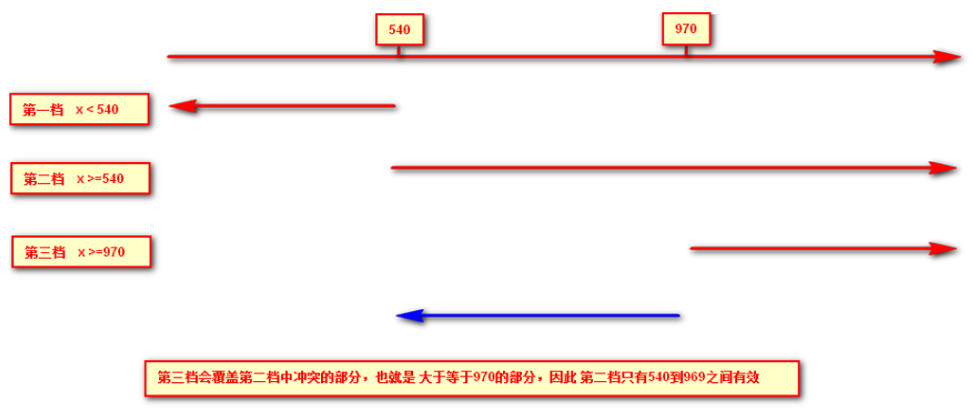 540
970
第一档 x < 540
第二档 x >=540
第三档 x >=970
第三档会覆盖第二档中冲突的部分，也就是 大于等于970的部分，因此 第二档只有540到969之间有效